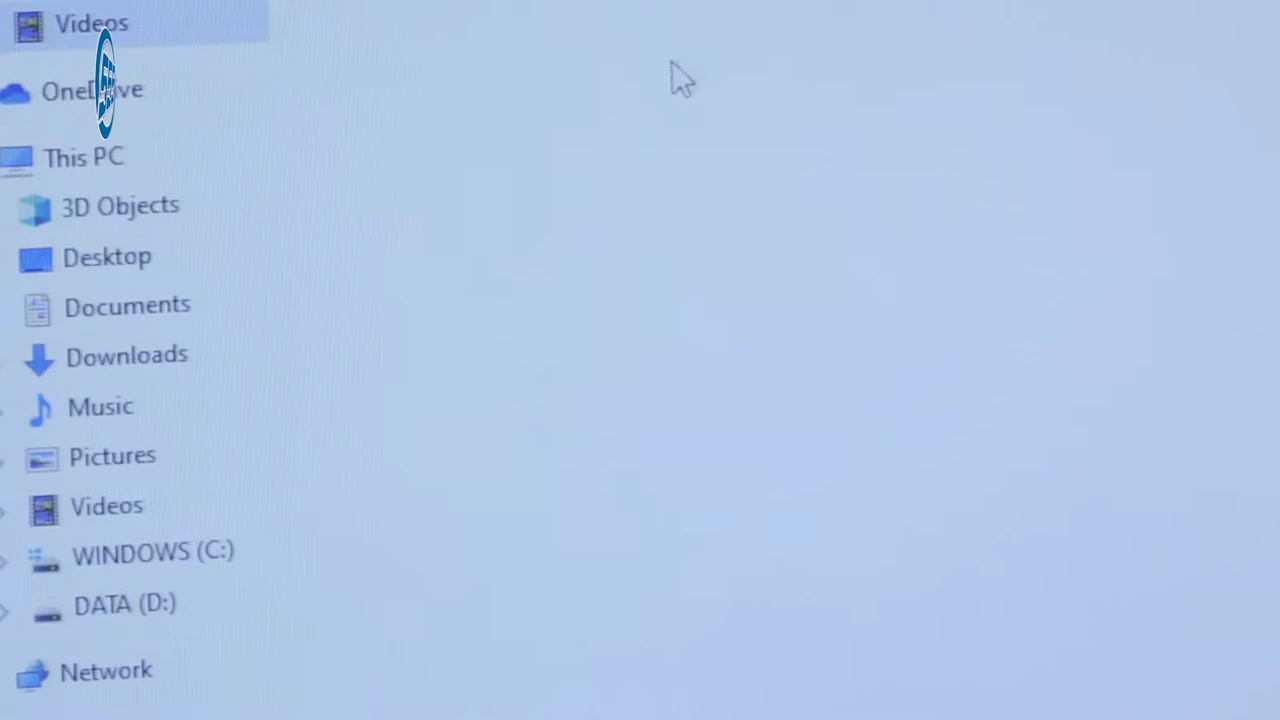 Videos
OneDrive
This PC
3D Objects
Desktop
Documents
Downloads
Music
Pictures
Videos
WINDOWS (C:)
DATA (D:)
Network